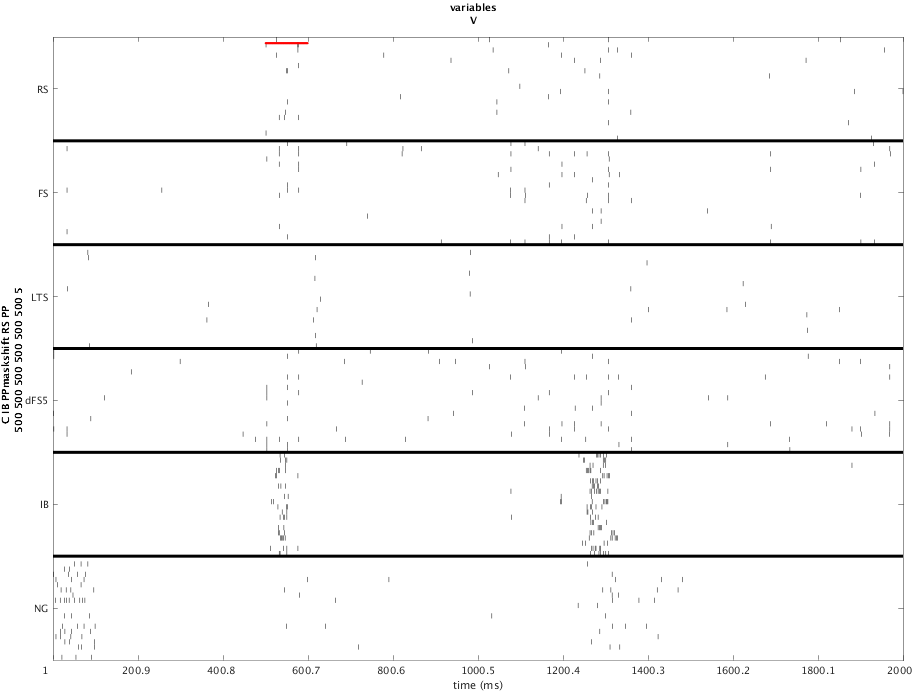 variables
V
RS
FS
LTS
dFS5
IB
NG
C IB PPmaskshift RS PP
500 500 500 500 500 500 5
1 200.9 400.8 600.7 800.6 1000.5 1200.4 1400.3 1600.2 1800.1 2000
time (ms)